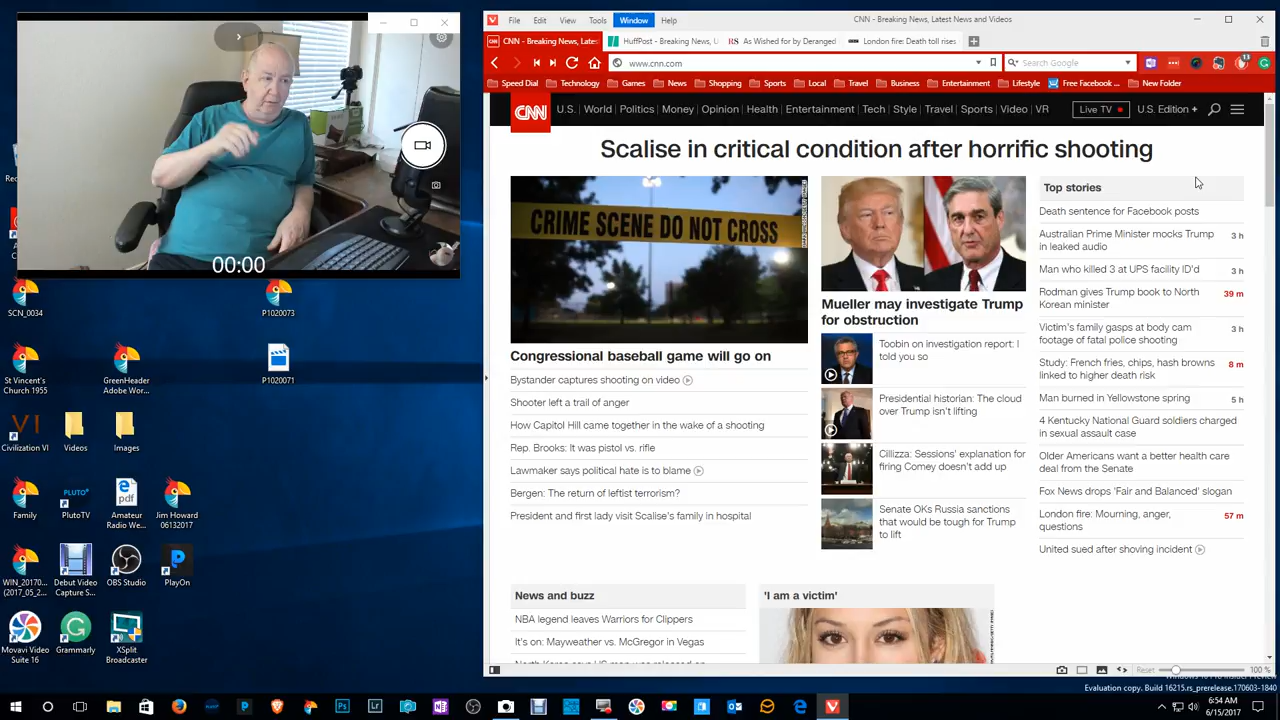 00:00
SCN_0034
P1020073
St Vincent's
Church 1955
GreenHeader
Adobe Wor...
P1020071
VI
Civilization VI
Videos
Images
Family
PLUTO
PlutoTV
pdf
Amateur
Radio We...
Jim Howard
06132017
WIN_20170...
(2017_05_2...
Debut Video
Capture S...
OBS Studio
PlayOn
Movavi Video
Suite 16
Grammarly
XSplit
Broadcaster
File Edit View Tools Window Help
CNN - Breaking News, Latest News and Videos
CNN - Breaking News, Lates
HuffPost - Breaking News, U
RS As Wished for by Deranged
London fire: Death toll rises
www.cnn.com
Search Google
Speed Dial Technology Games News Shopping Sports Local Travel Business Entertainment Lifestyle Free Facebook ... New Folder
CNN U.S. World Politics Money Opinion Health Entertainment Tech Style Travel Sports Video VR Live TV U.S. Edition +
Scalise in critical condition after horrific shooting
CRIME SCENE DO NOT CROSS
Congressional baseball game will go on
Bystander captures shooting on video
Shooter left a trail of anger
How Capitol Hill came together in the wake of a shooting
Rep. Brooks: It was pistol vs. rifle
Lawmaker says political hate is to blame
Bergen: The return of leftist terrorism?
President and first lady visit Scalise's family in hospital
Mueller may investigate Trump
for obstruction
Toobin on investigation report: I
told you so
Presidential historian: The cloud
over Trump isn't lifting
Cillizza: Sessions' explanation for
firing Comey doesn't add up
Senate OKs Russia sanctions
that would be tough for Trump
to lift
Top stories
Death sentence for Facebook posts
Australian Prime Minister mocks Trump
in leaked audio
3 h
Man who killed 3 at UPS facility ID'd 3 h
Rodman gives Trump book to North
Korean minister
39 m
Victim's family gasps at body cam
footage of fatal police shooting
3 h
Study: French fries, chips, hash browns
linked to higher death risk
8 m
Man burned in Yellowstone spring 5 h
4 Kentucky National Guard soldiers charged
in sexual assault case
Older Americans want a better health care
deal from the Senate
Fox News drops 'Fair and Balanced' slogan
London fire: Mourning, anger,
questions
57 m
United sued after shoving incident
News and buzz
NBA legend leaves Warriors for Clippers
It's on: Mayweather vs. McGregor in Vegas
'I am a victim'
Reset 100 %
Evaluation copy. Build 16215.rs_prerelease.170603-1840
6:54 AM
6/15/2017